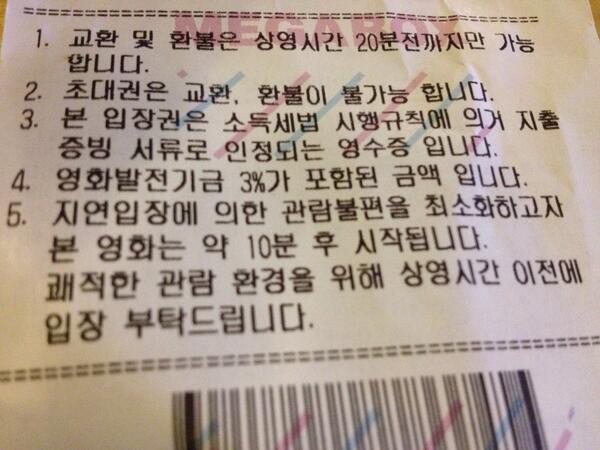 MEGABOX
1. 교환 및 환불은 상영시간 20분전까지만 가능
합니다.
2. 초대권은 교환, 환불이 불가능 합니다.
3. 본 입장권은 소득세법 시행규칙에 의거 지출
증빙 서류로 인정되는 영수증 입니다.
4. 영화발전기금 3%가 포함된 금액 입니다.
5. 지연입장에 의한 관람불편을 최소화하고자
본 영화는 약 10분 후 시작됩니다.
쾌적한 관람 환경을 위해 상영시간 이전에
입장 부탁드립니다.